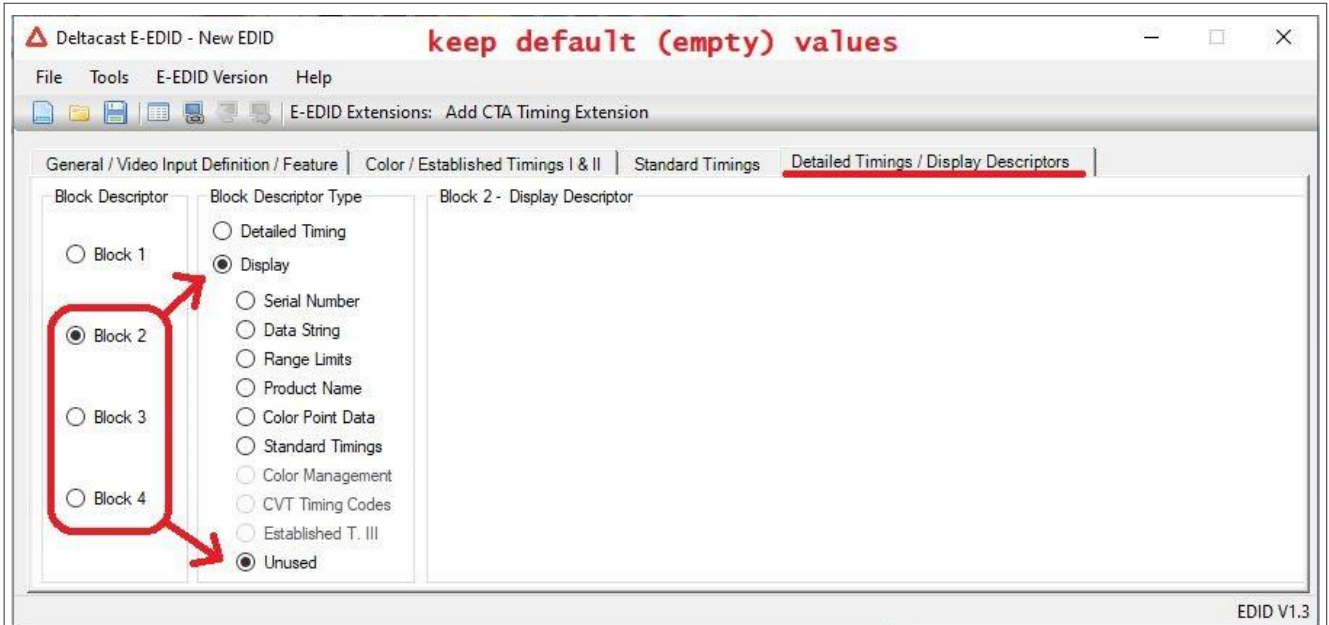 Deltacast E-EDID - New EDID
keep default (empty) values
File Tools E-EDID Version Help
E-EDID Extensions: Add CTA Timing Extension
General / Video Input Definition / Feature Color / Established Timings I & II Standard Timings Detailed Timings / Display Descriptors
Block Descriptor
Block 1
Block 2
Block 3
Block 4
Block Descriptor Type
Detailed Timing
Display
Serial Number
Data String
Range Limits
Product Name
Color Point Data
Standard Timings
Color Management
CVT Timing Codes
Established T. III
Unused
Block 2 - Display Descriptor
EDID V1.3